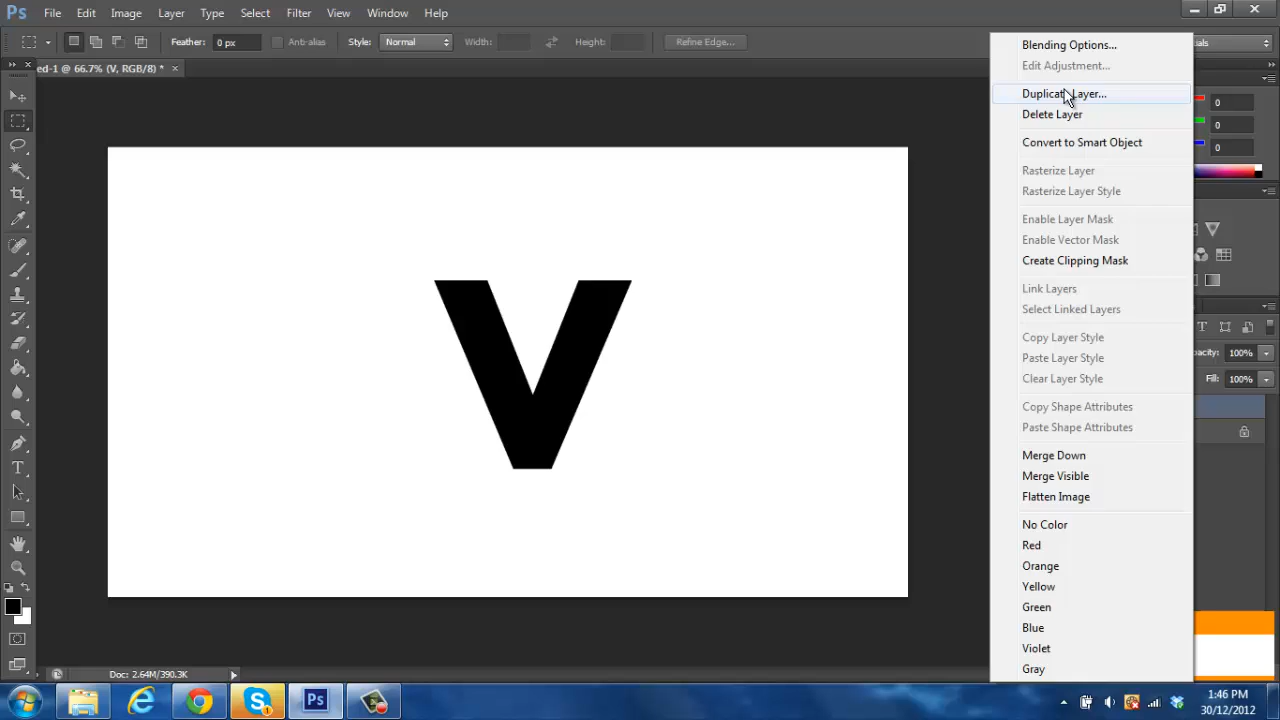 Ps File Edit Image Layer Type Select Filter View Window Help
Feather: 0 px Anti-alias Style: Normal Width: Height: Refine Edge... ials
ed-1 @ 66.7% (V, RGB/8) * ×
Blending Options...
Edit Adjustment...
Duplicate Layer...
Delete Layer
Convert to Smart Object
Rasterize Layer
Rasterize Layer Style
Enable Layer Mask
Enable Vector Mask
Create Clipping Mask
Link Layers
Select Linked Layers
Copy Layer Style
Paste Layer Style
Clear Layer Style
Copy Shape Attributes
Paste Shape Attributes
Merge Down
Merge Visible
Flatten Image
No Color
Red
Orange
Yellow
Green
Blue
Violet
Gray
0
0
0
pacity: 100%
Fill: 100%
V
Doc: 2.64M/390.3K
Ps
1:46 PM
30/12/2012